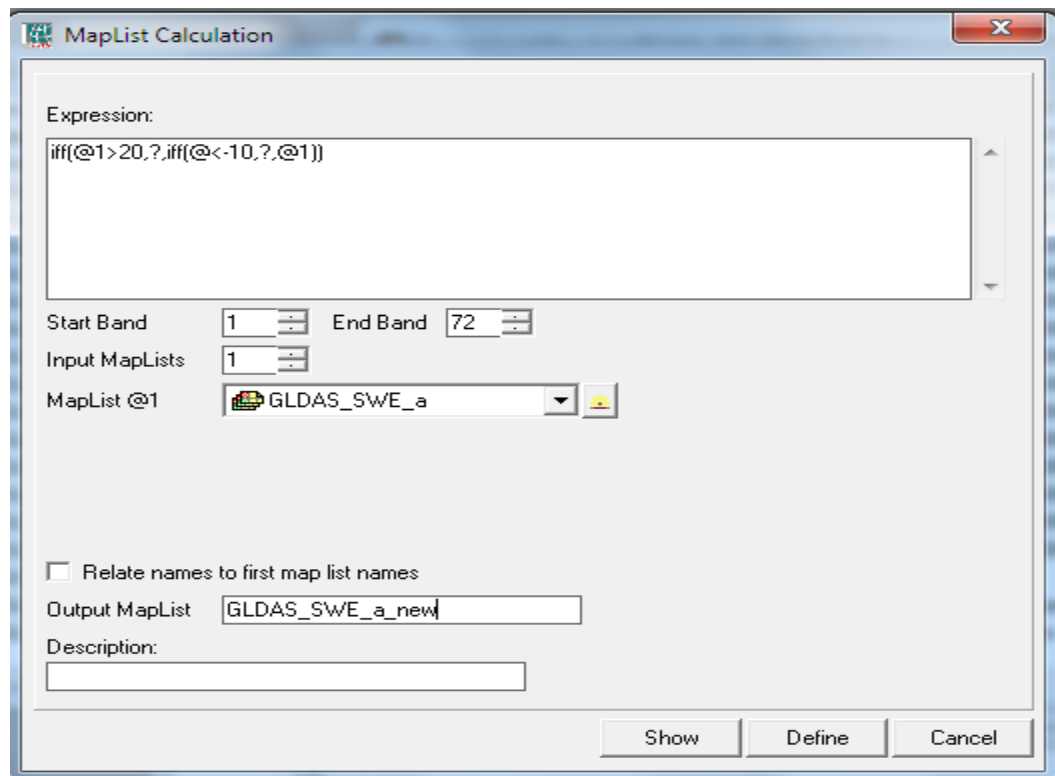 MapList Calculation
Expression:
iff(@1>20,?,iff(@<-10,?,@1))
Start Band 1 End Band 72
Input MapLists 1
MapList @1 GLDAS_SWE_a
Relate names to first map list names
Output MapList GLDAS_SWE_a_new
Description:
Show Define Cancel